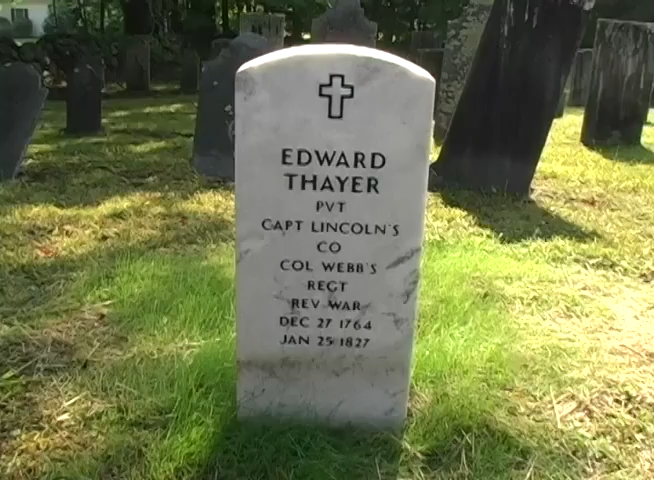 EDWARD
THAYER
PVT
CAPT LINCOLN'S
CO
COL WEBB'S
REGT
REV WAR
DEC 27 1764
JAN 25 1827